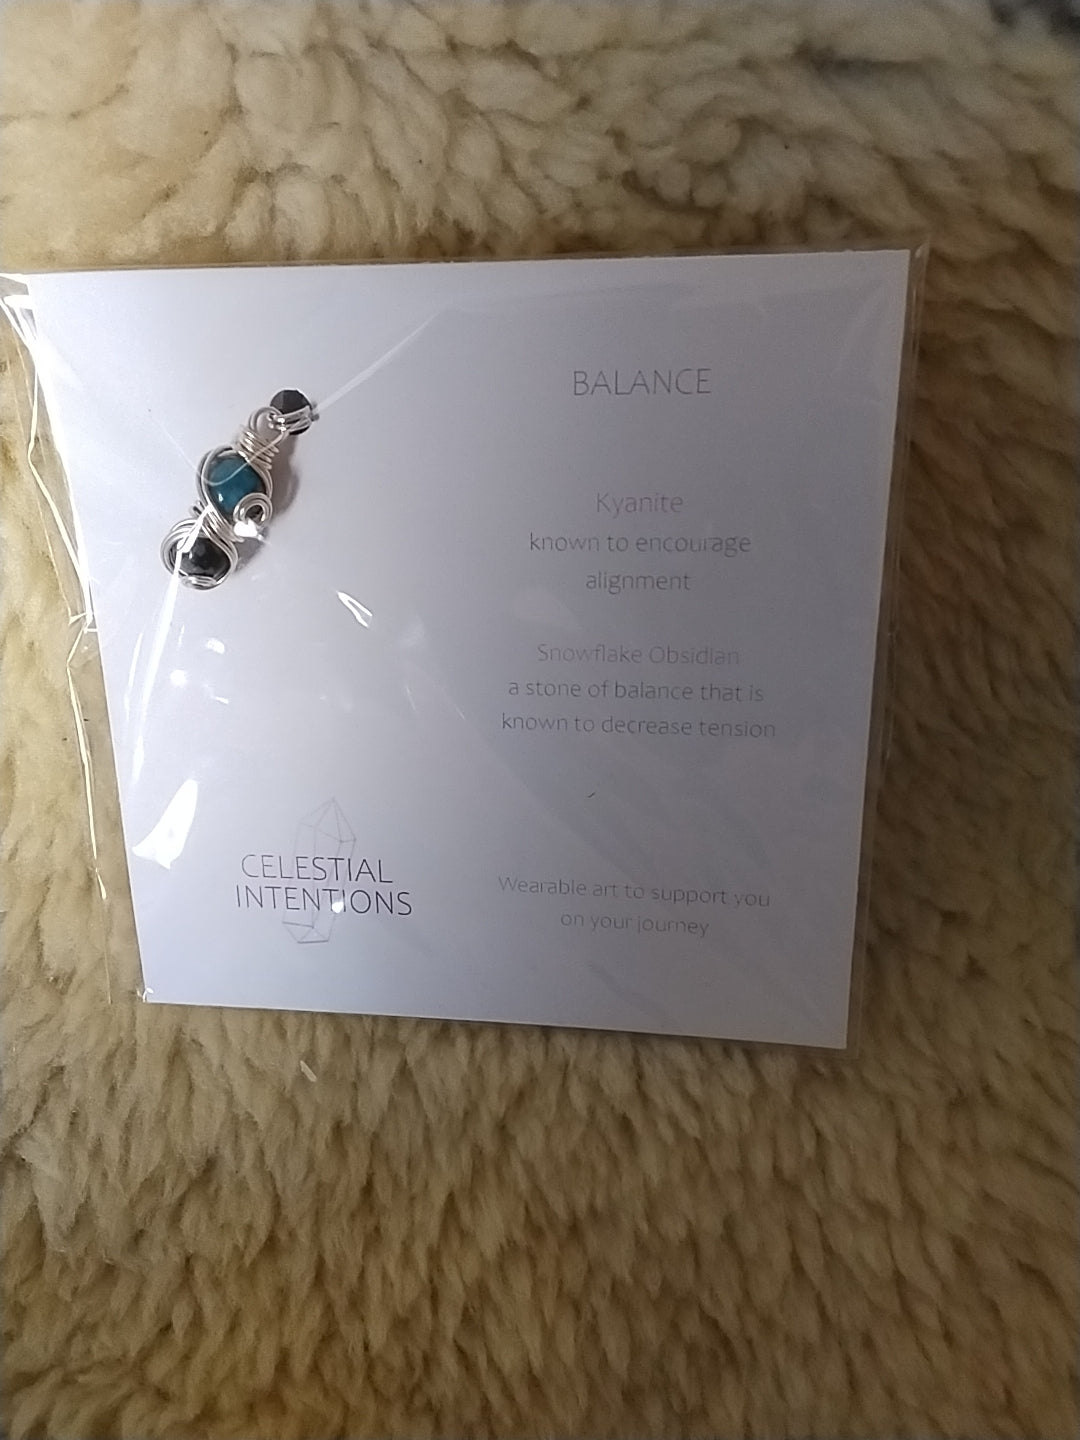 BALANCE
Kyanite
known to encourage
alignment
Snowflake Obsidian
a stone of balance that is
known to decrease tension
CELESTIAL
INTENTIONS
Wearable art to support you
on your journey